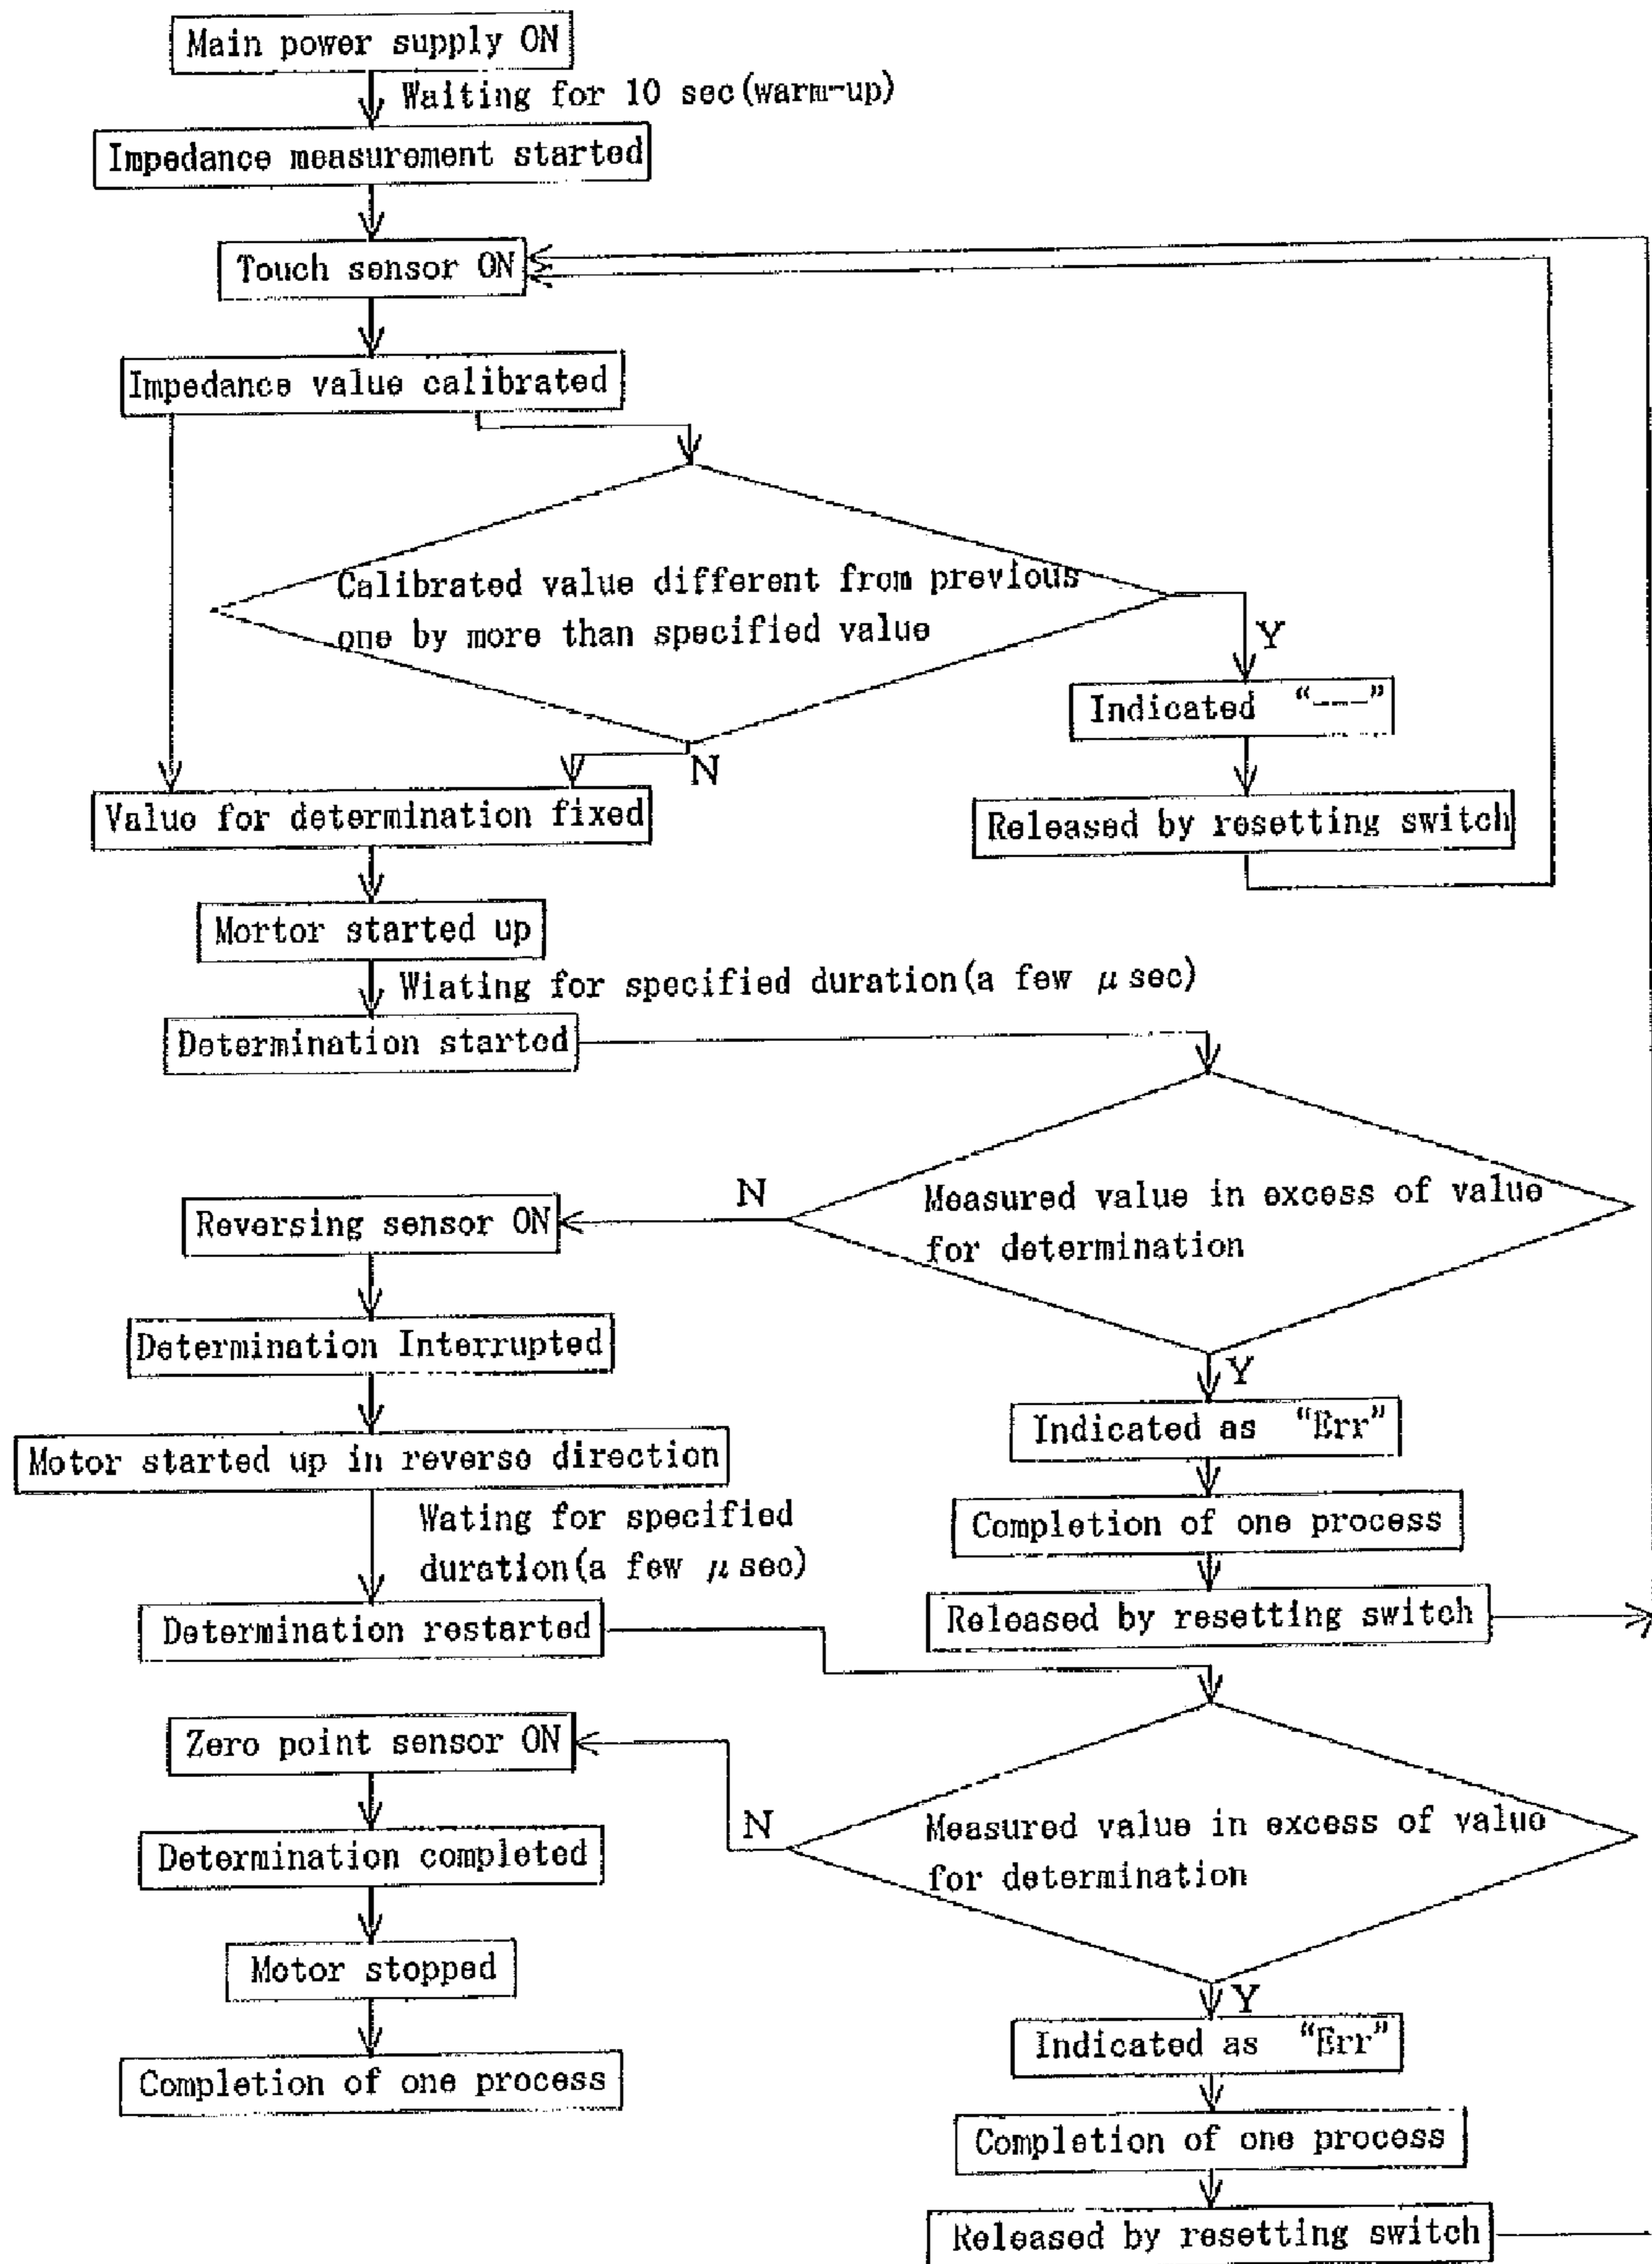 Main power supply ON
Waiting for 10 sec(warm-up)
Impedance measurement started
Touch sensor ON
Impedance value calibrated
Calibrated value different from previous
one by more than specified value
Y
Indicated “---”
N
Value for determination fixed
Released by resetting switch
Mortor started up
Wiating for specified duration(a few μ sec)
Determination started
Measured value in excess of value
for determination
N
Reversing sensor ON
Determination Interrupted
Y
Indicated as “Err”
Motor started up in reverse direction
Completion of one process
Wating for specified
duration(a few μ sec)
Released by resetting switch
Determination restarted
Zero point sensor ON
N
Measured value in excess of value
for determination
Determination completed
Motor stopped
Y
Indicated as “Err”
Completion of one process
Completion of one process
Released by resetting switch